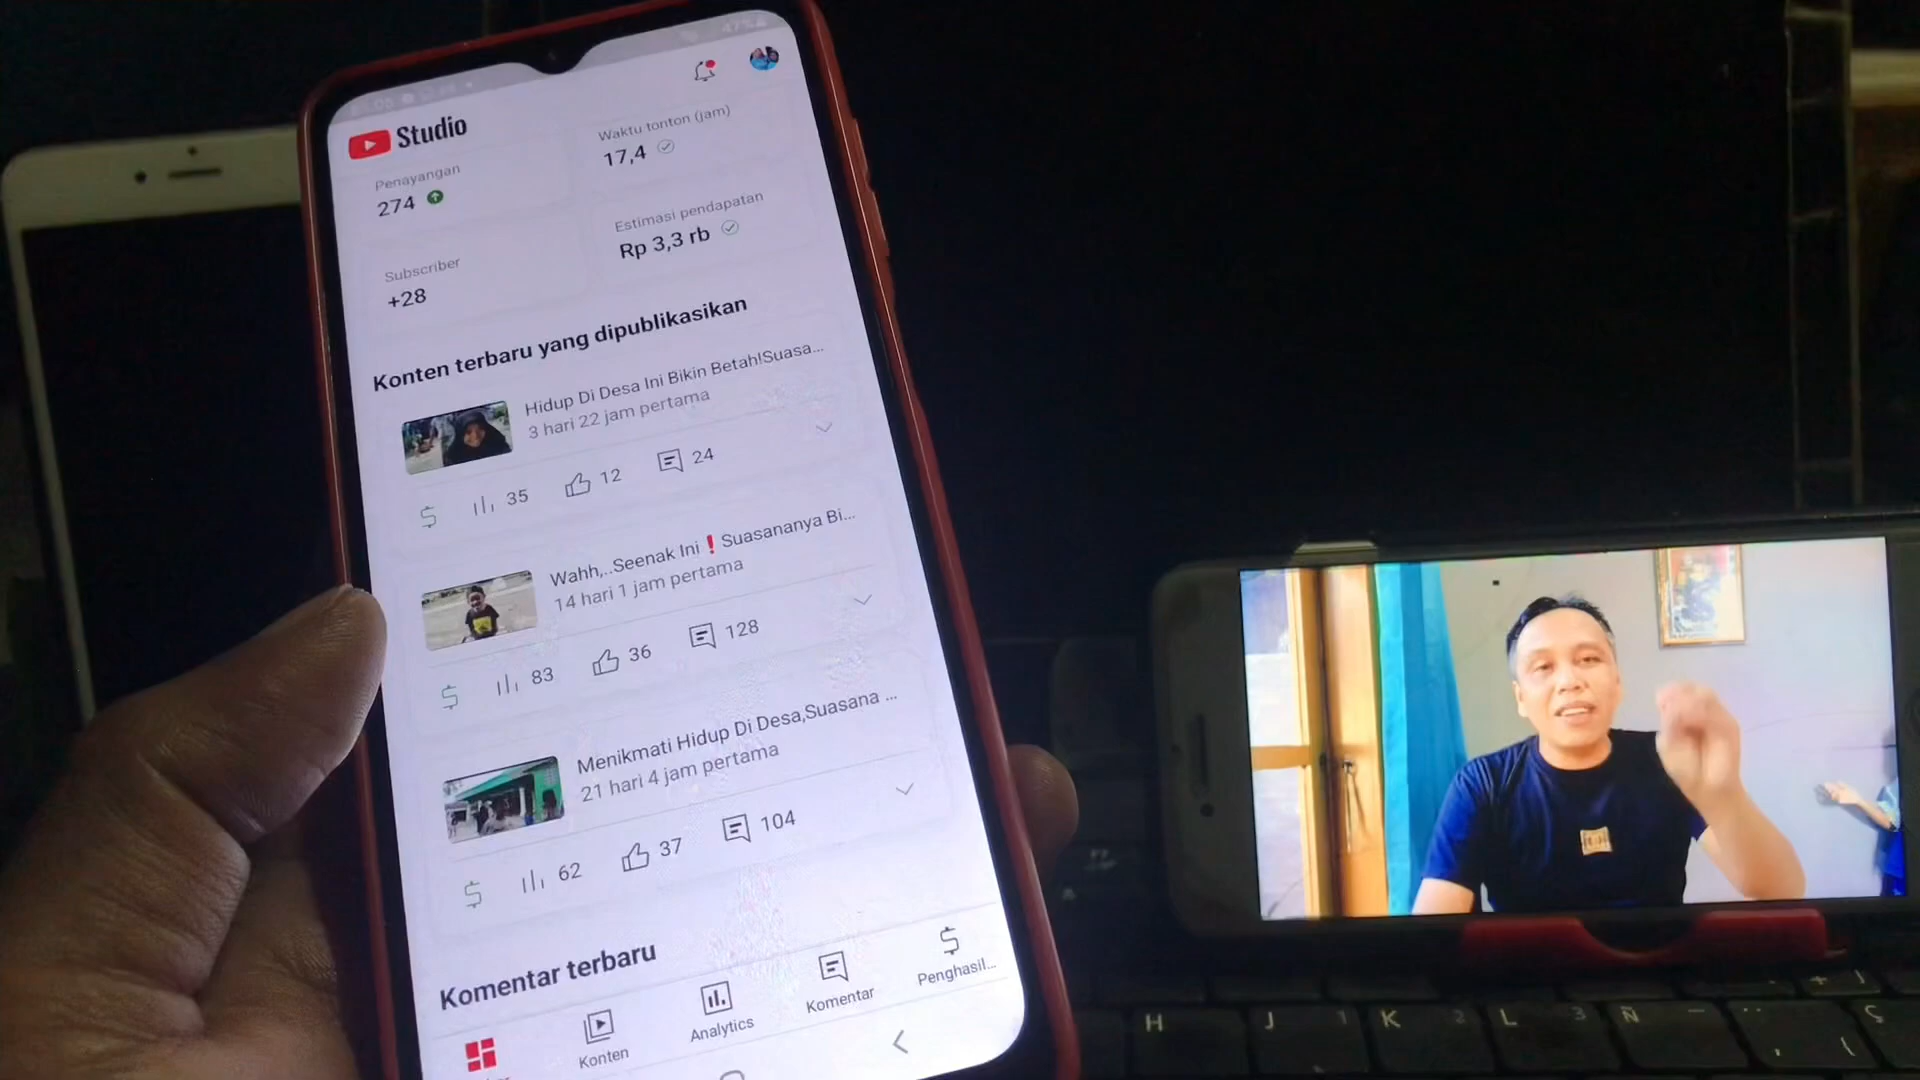 Studio
Penayangan
274
Waktu tonton (jam)
17,4
Subscriber
+28
Estimasi pendapatan
Rp 3,3 rb
Konten terbaru yang dipublikasikan
Hidup Di Desa Ini Bikin Betah!Suasa...
3 hari 22 jam pertama
35 12 24
Wahh,..Seenak Ini❗Suasananya Bi...
14 hari 1 jam pertama
83 36 128
Menikmati Hidup Di Desa,Suasana ...
21 hari 4 jam pertama
62 37 104
Komentar terbaru
Konten
Analytics
Komentar
Penghasil...
H J 1 K 2 L 3 Ñ
Ç